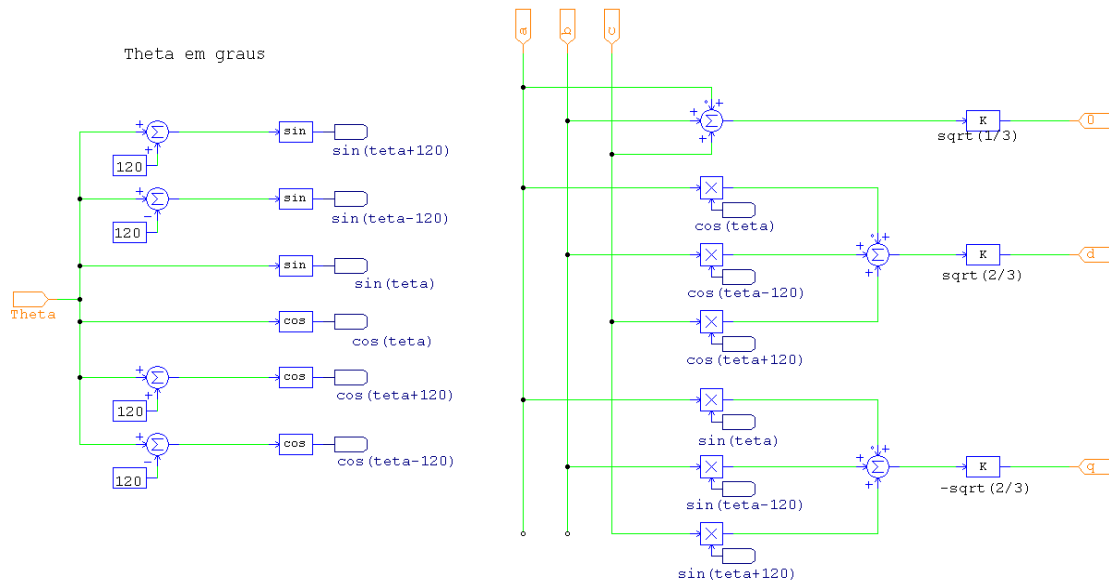 Theta em graus
120
sin
sin(teta+120)
120
sin
sin(teta-120)
sin
sin(teta)
Theta
cos
cos(teta)
120
cos
cos(teta+120)
120
cos
cos(teta-120)
a
b
c
K
sqrt(1/3)
0
cos(teta)
cos(teta-120)
K
sqrt(2/3)
d
cos(teta+120)
sin(teta)
sin(teta-120)
K
-sqrt(2/3)
q
sin(teta+120)